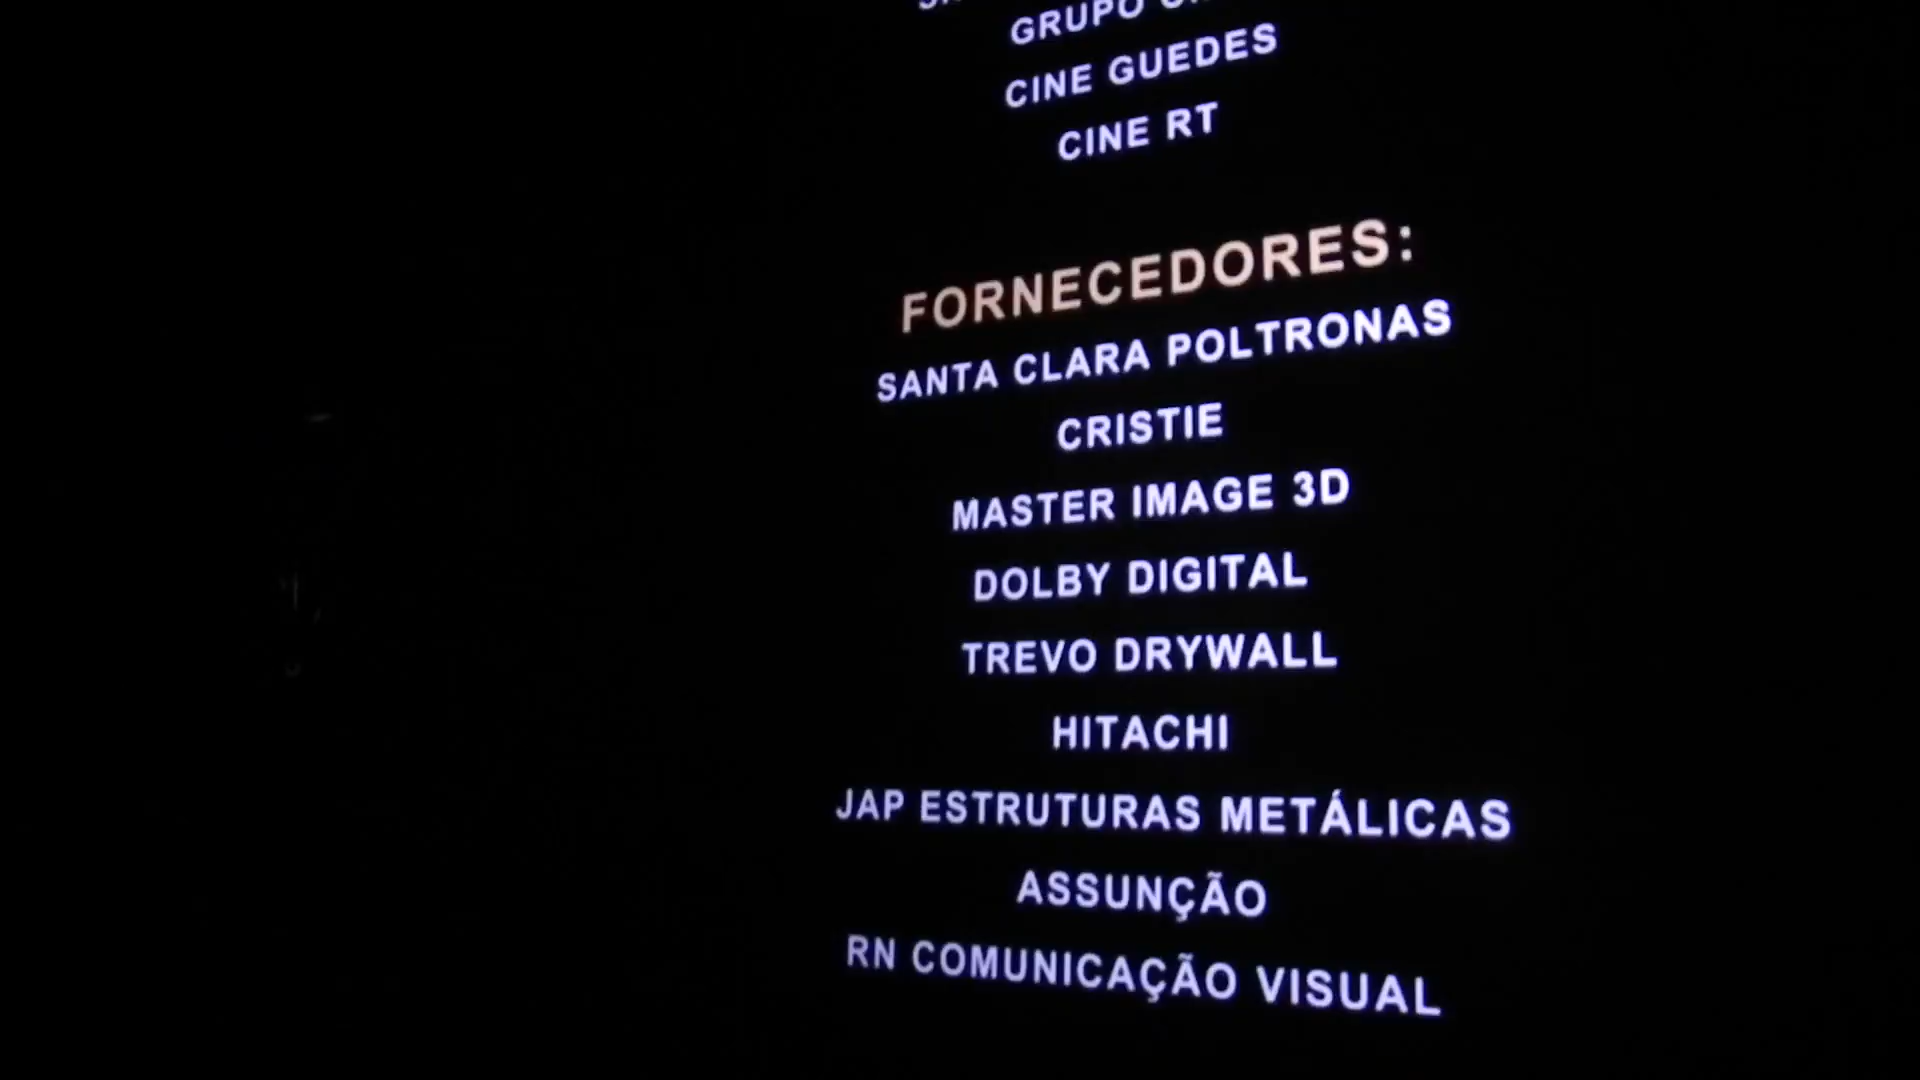 GRUPO
CINE GUEDES
CINE RT
FORNECEDORES:
SANTA CLARA POLTRONAS
CRISTIE
MASTER IMAGE 3D
DOLBY DIGITAL
TREVO DRYWALL
HITACHI
JAP ESTRUTURAS METÁLICAS
ASSUNÇÃO
RN COMUNICAÇÃO VISUAL